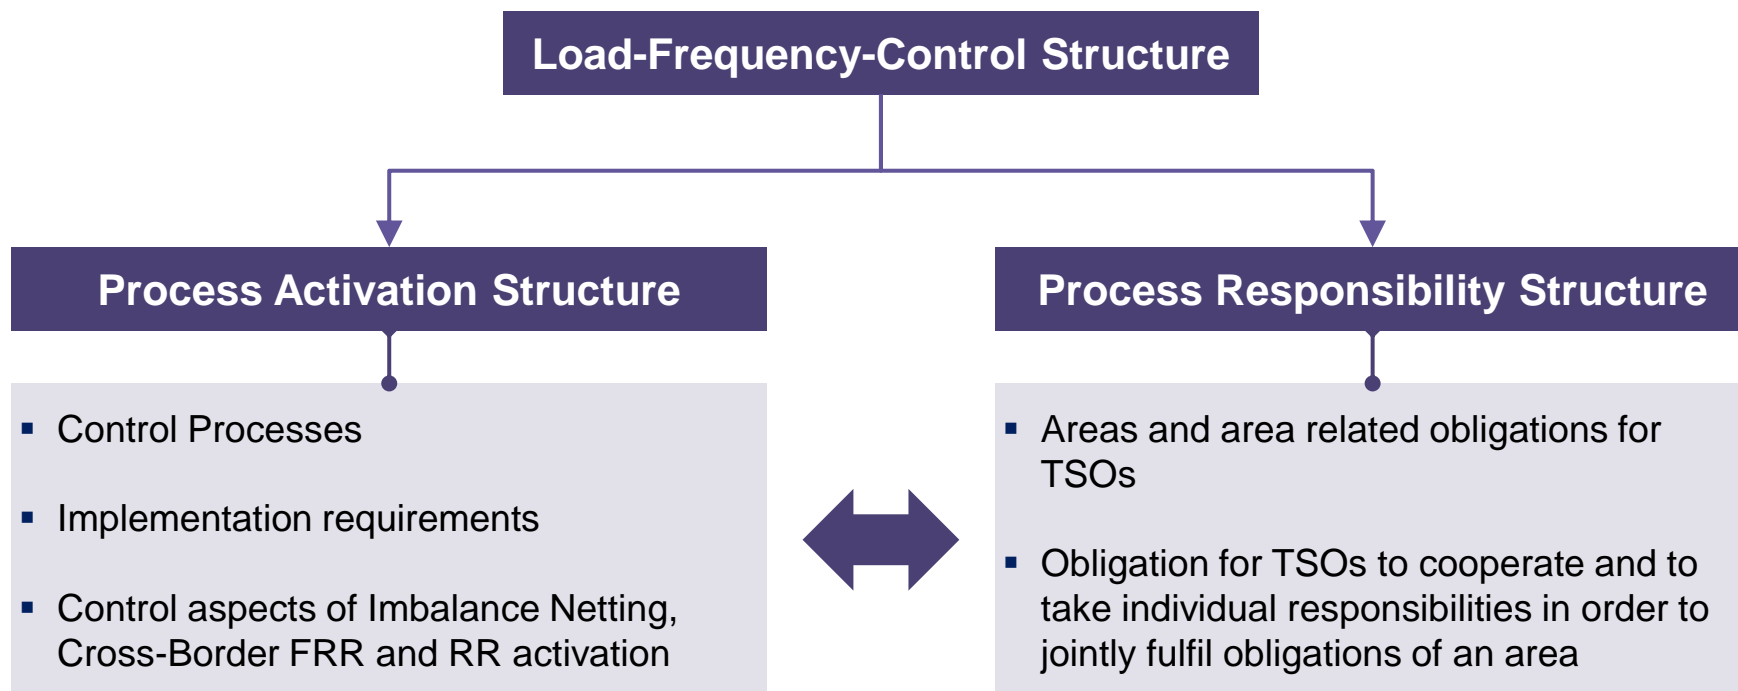 Load-Frequency-Control Structure
Process Activation Structure
Process Responsibility Structure
▪ Control Processes
▪ Implementation requirements
▪ Control aspects of Imbalance Netting,
Cross-Border FRR and RR activation
▪ Areas and area related obligations for
TSOs
▪ Obligation for TSOs to cooperate and to
take individual responsibilities in order to
jointly fulfil obligations of an area